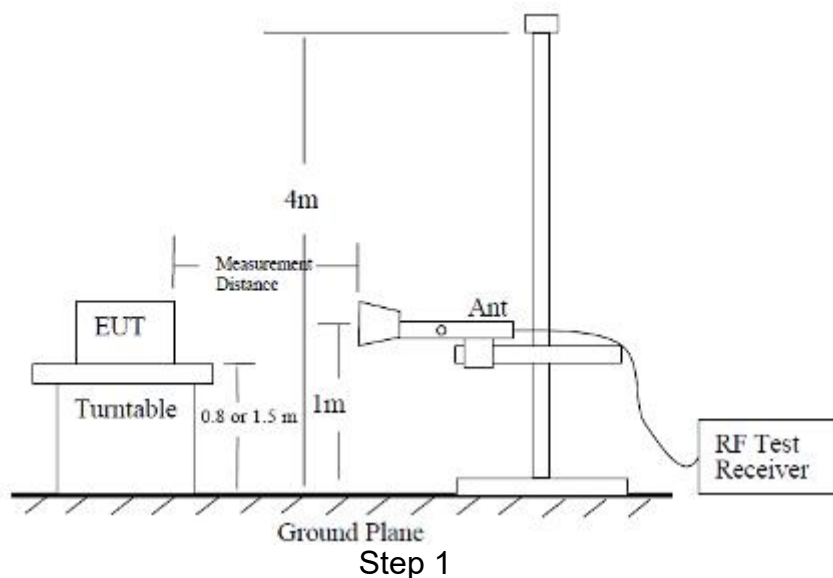 4m
Measurement
Distance
EUT
Ant
Turntable
0.8 or 1.5 m
1m
RF Test
Receiver
Ground Plane
Step 1